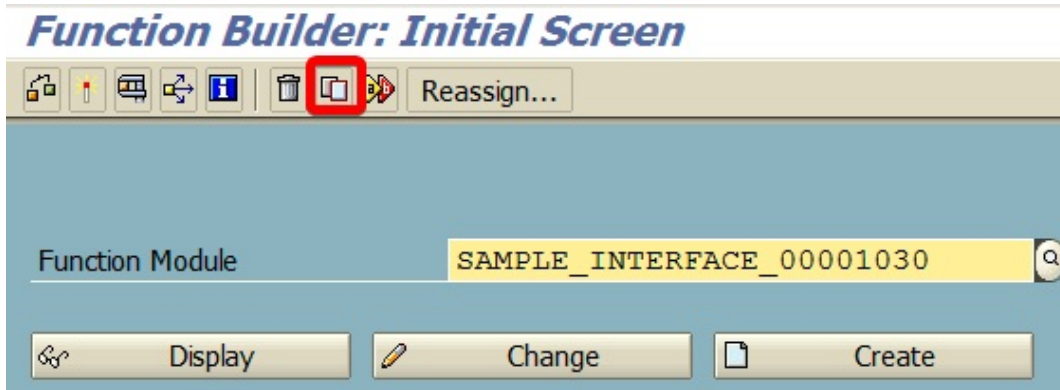 Function Builder: Initial Screen
Reassign...
Function Module SAMPLE_INTERFACE_00001030
Display Change Create